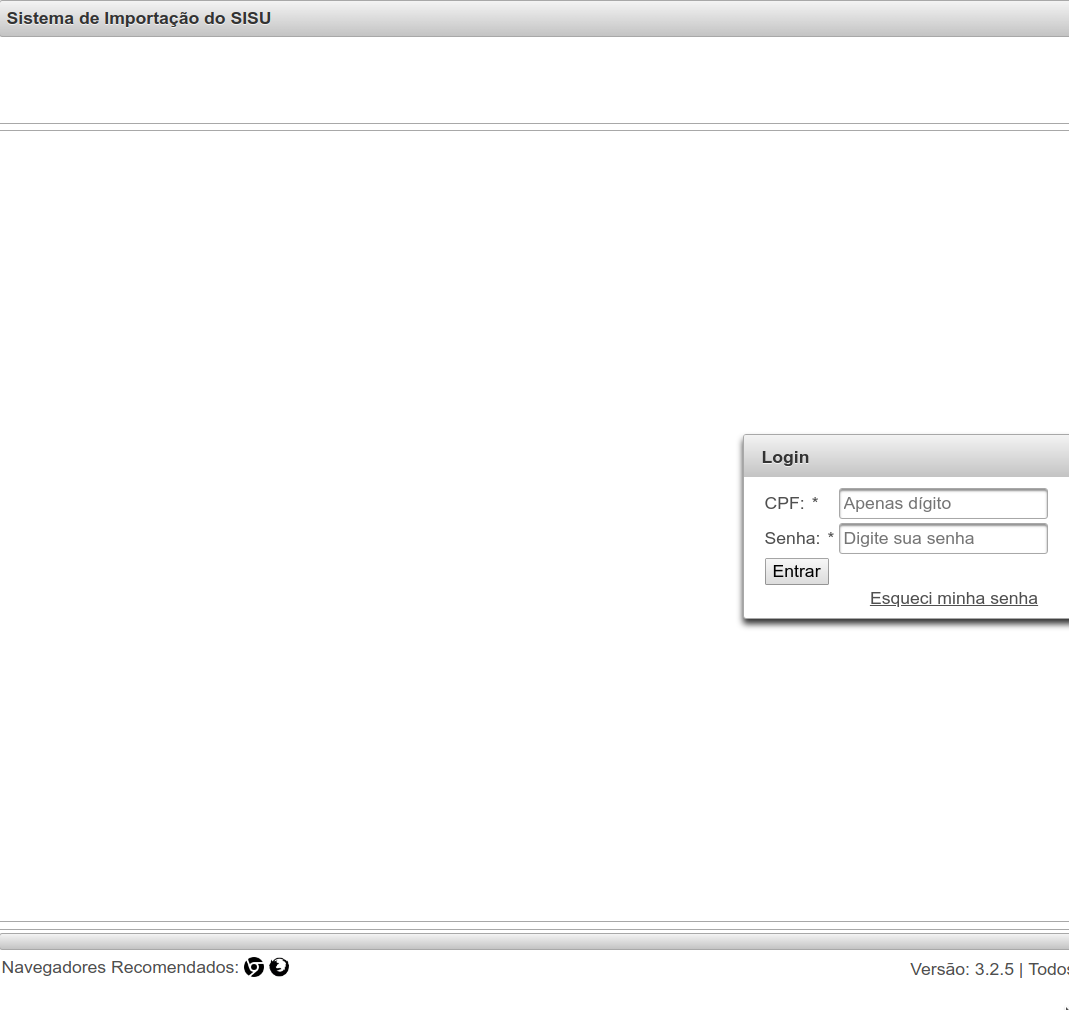 Sistema de Importação do SISU
Login
CPF: * Apenas dígito
Senha: * Digite sua senha
Entrar
Esqueci minha senha
Navegadores Recomendados:
Versão: 3.2.5 | Todos